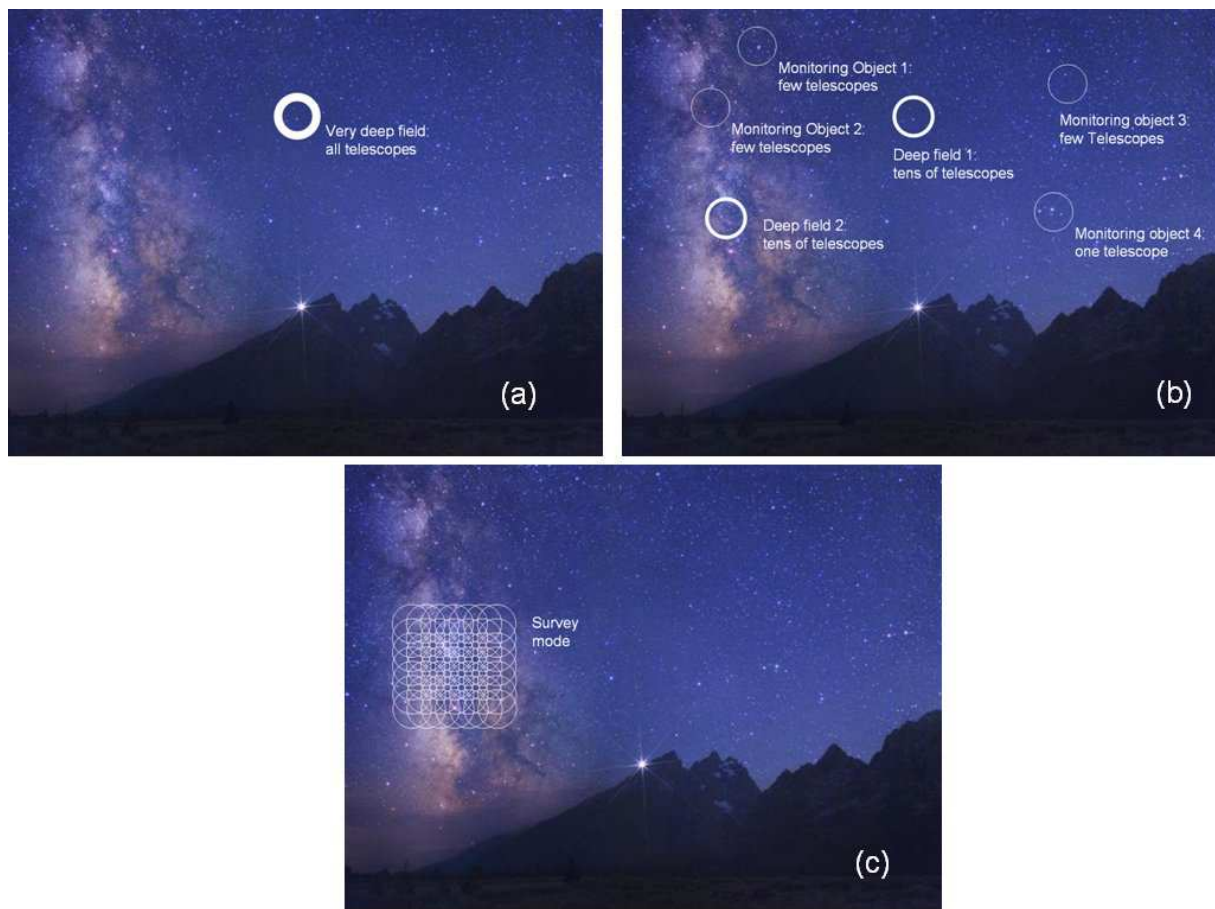 Very deep field:
all telescopes
(a)
Monitoring Object 1:
few telescopes
Monitoring Object 2:
few telescopes
Monitoring object 3:
few Telescopes
Deep field 1:
tens of telescopes
Deep field 2:
tens of telescopes
Monitoring object 4:
one telescope
(b)
Survey
mode
(c)